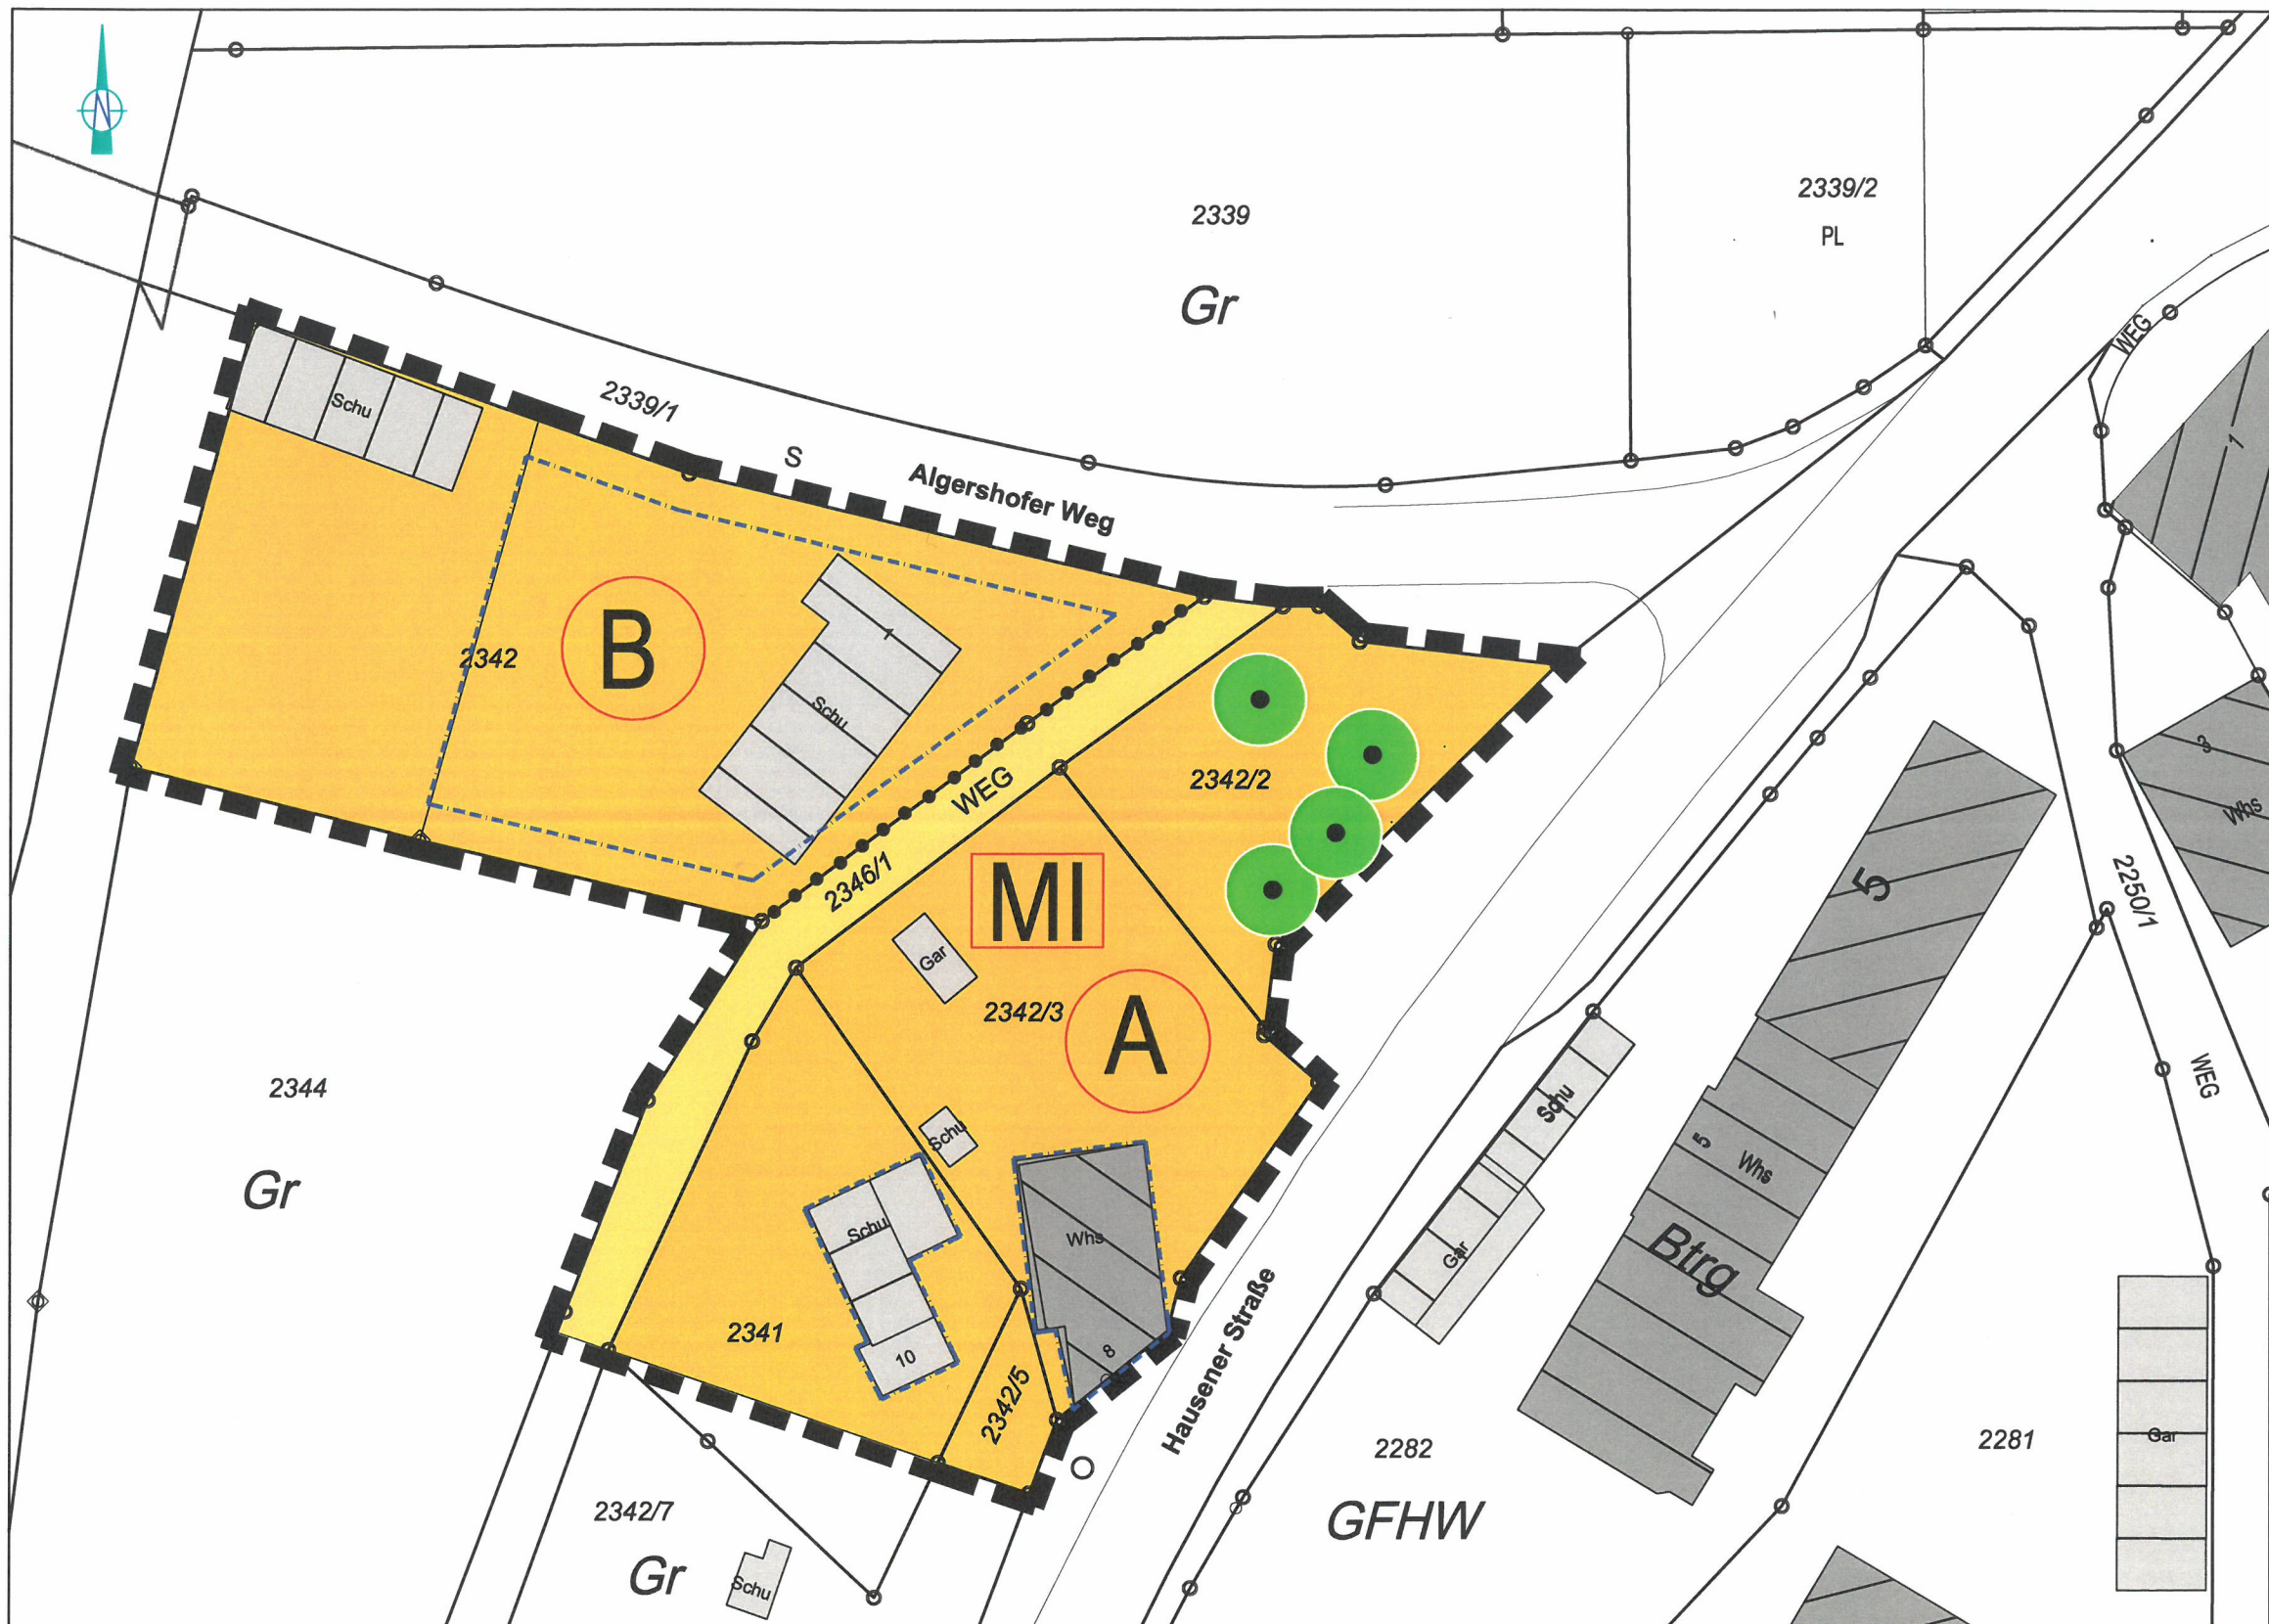 N
2339
2339/2
PL
Gr
WEG
Schu
2339/1
S
Algershofer Weg
1
1
B
2342
Schu
3
Whs
2342/2
WEG
2346/1
MI
5
2250/1
Gar
2342/3
A
2344
Gr
WEG
Schu
Schu
5
Whs
Schu
Whs
Gar
Btrg
2341
10
8
2342/5
Hausener Straße
2282
GFHW
2281
Gar
2342/7
Gr
Schu